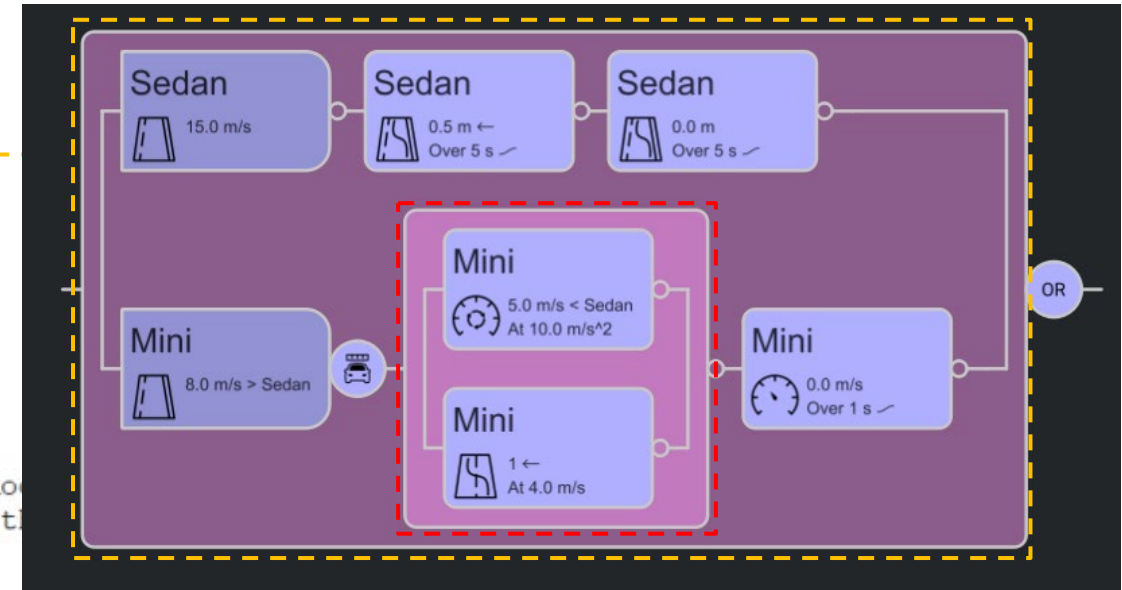 Sedan
15.0 m/s
Sedan
0.5 m ←
Over 5 s
Sedan
0.0 m
Over 5 s
Mini
5.0 m/s < Sedan
At 10.0 m/s^2
OR
Mini
8.0 m/s > Sedan
Mini
0.0 m/s
Over 1 s
Mini
1 ←
At 4.0 m/s